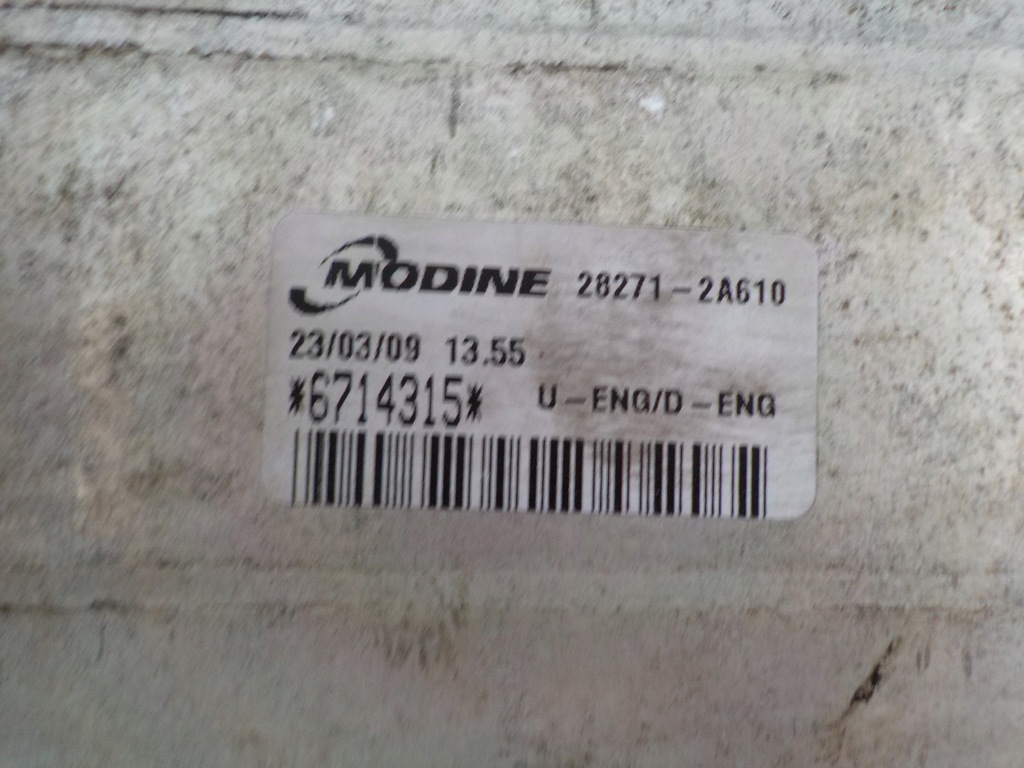 MODINE 28271-2A610
23/03/09 13.55
*6714315* U-ENG/D-ENG